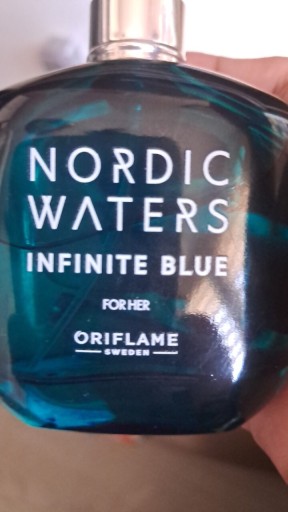 NORDIC
WATERS
INFINITE BLUE
FOR HER
ORIFLAME
SWEDEN